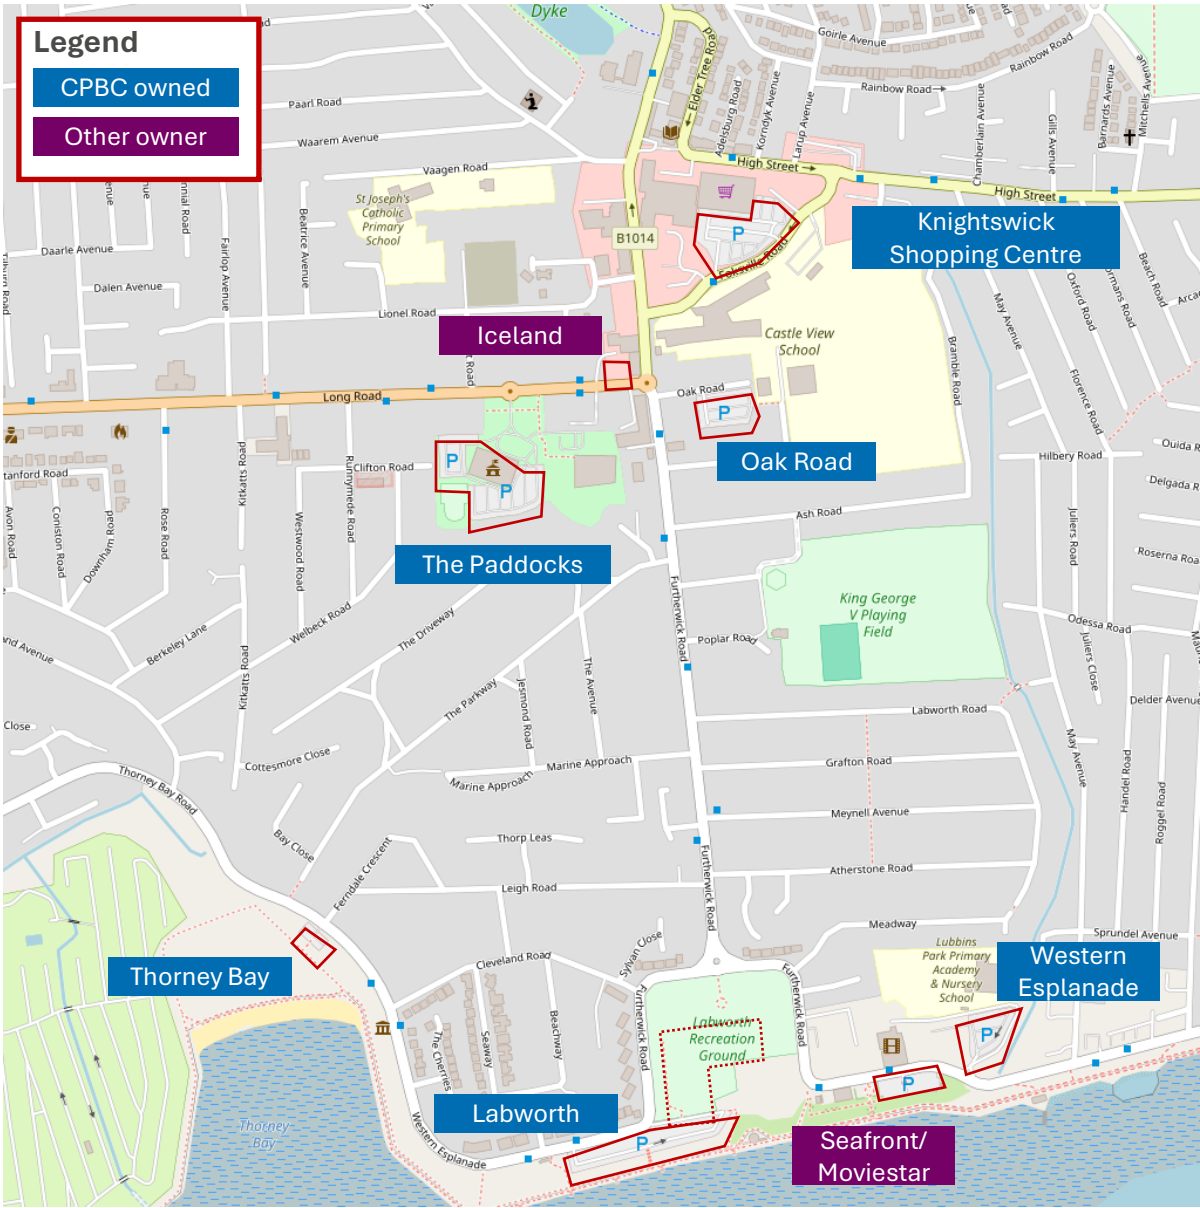 Legend
CPBC owned
Other owner
Dyke
Goirle Avenue
Rainbow Road
Rainbow Road
Elder Tree Road
Adelsburg Road
Korndyk Avenue
Larup Avenue
Chamberlain Avenue
Gills Avenue
Barnards Avenue
Mitchells Avenue
Paarl Road
Waarem Avenue
Vaagen Road
High Street
High Street
St Joseph's
Catholic
Primary
School
Beatrice Avenue
Fairlop Avenue
Daarle Avenue
Dalen Avenue
Lionel Road
B1014
P
Knightswick
Shopping Centre
Beach Road
Oxford Road
May Avenue
Iceland
Castle View
School
Bramble Road
Florence Road
Long Road
Oak Road
P
Oak Road
Clifton Road
P
P
The Paddocks
Kitkatts Road
Runnymede Road
Westwood Road
Rose Road
Avon Road
Coniston Road
Downham Road
Hilbery Road
Ash Road
Juliers Road
Odessa Road
Juliers Close
King George
V Playing
Field
Furtherwick Road
Poplar Road
Welbeck Road
Berkeley Lane
The Driveway
The Parkway
The Avenue
Jesmond Road
Kitkatts Road
Labworth Road
Grafton Road
Meynell Avenue
Atherstone Road
Meadway
May Avenue
Handel Road
Roggel Road
Cottesmore Close
Marine Approach
Marine Approach
Thorney Bay Road
Bay Close
Ferndale Crescent
Thorp Leas
Leigh Road
Furtherwick Road
Sprundel Avenue
Cleveland Road
Sylvan Close
Thorney Bay
Lubbins
Park Primary
Academy
& Nursery
School
Western
Esplanade
P
Furtherwick Road
Furtherwick Road
Labworth
Recreation
Ground
The Cherries
Seaway
Beachway
Labworth
P
P
Western Esplanade
Thorney
Bay
Seafront/
Moviestar